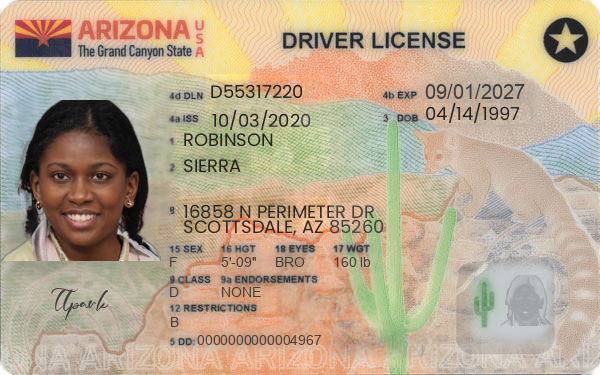 ARIZONA USA
The Grand Canyon State
DRIVER LICENSE
4d DLN D55317220
4b EXP 09/01/2027
4a ISS 10/03/2020
3 DOB 04/14/1997
1 ROBINSON
2 SIERRA
8 16858 N PERIMETER DR
SCOTTSDALE, AZ 85260
15 SEX 16 HGT 18 EYES 17 WGT
F 5'-09" BRO 160 lb
9 CLASS 9a ENDORSEMENTS
D NONE
12 RESTRICTIONS
B
5 DD: 0000000000004967
ARIZONA ARIZONA ARIZONA ARIZONA